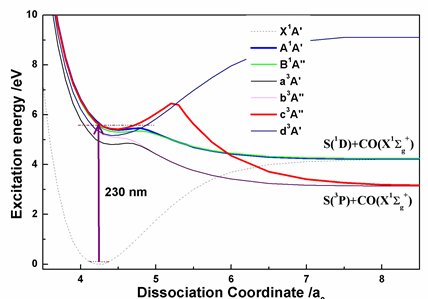 10
8
6
4
2
0
Excitation energy /eV
X¹A'
A¹A'
B¹A"
a³A'
b³A"
c³A"
d³A'
S(¹D)+CO(X¹Σg⁺)
S(³P)+CO(X¹Σg⁺)
230 nm
4
5
6
7
8
Dissociation Coordinate /a₀